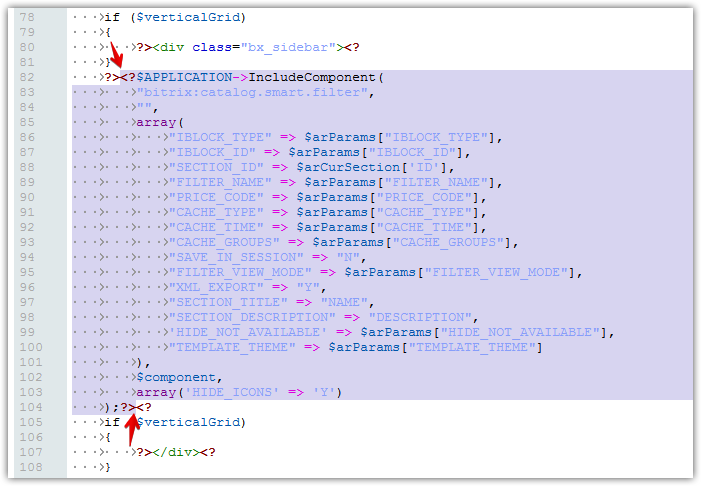 78 if ($verticalGrid)
79 {
80 ?><div class="bx_sidebar"><?
81 }
82 ?><?$APPLICATION->IncludeComponent(
83 "bitrix:catalog.smart.filter",
84 "",
85 array(
86 "IBLOCK_TYPE" => $arParams["IBLOCK_TYPE"],
87 "IBLOCK_ID" => $arParams["IBLOCK_ID"],
88 "SECTION_ID" => $arCurSection['ID'],
89 "FILTER_NAME" => $arParams["FILTER_NAME"],
90 "PRICE_CODE" => $arParams["PRICE_CODE"],
91 "CACHE_TYPE" => $arParams["CACHE_TYPE"],
92 "CACHE_TIME" => $arParams["CACHE_TIME"],
93 "CACHE_GROUPS" => $arParams["CACHE_GROUPS"],
94 "SAVE_IN_SESSION" => "N",
95 "FILTER_VIEW_MODE" => $arParams["FILTER_VIEW_MODE"],
96 "XML_EXPORT" => "Y",
97 "SECTION_TITLE" => "NAME",
98 "SECTION_DESCRIPTION" => "DESCRIPTION",
99 'HIDE_NOT_AVAILABLE' => $arParams["HIDE_NOT_AVAILABLE"],
100 "TEMPLATE_THEME" => $arParams["TEMPLATE_THEME"]
101 ),
102 $component,
103 array('HIDE_ICONS' => 'Y')
104 );?><?
105 if ($verticalGrid)
106 {
107 ?></div><?
108 }